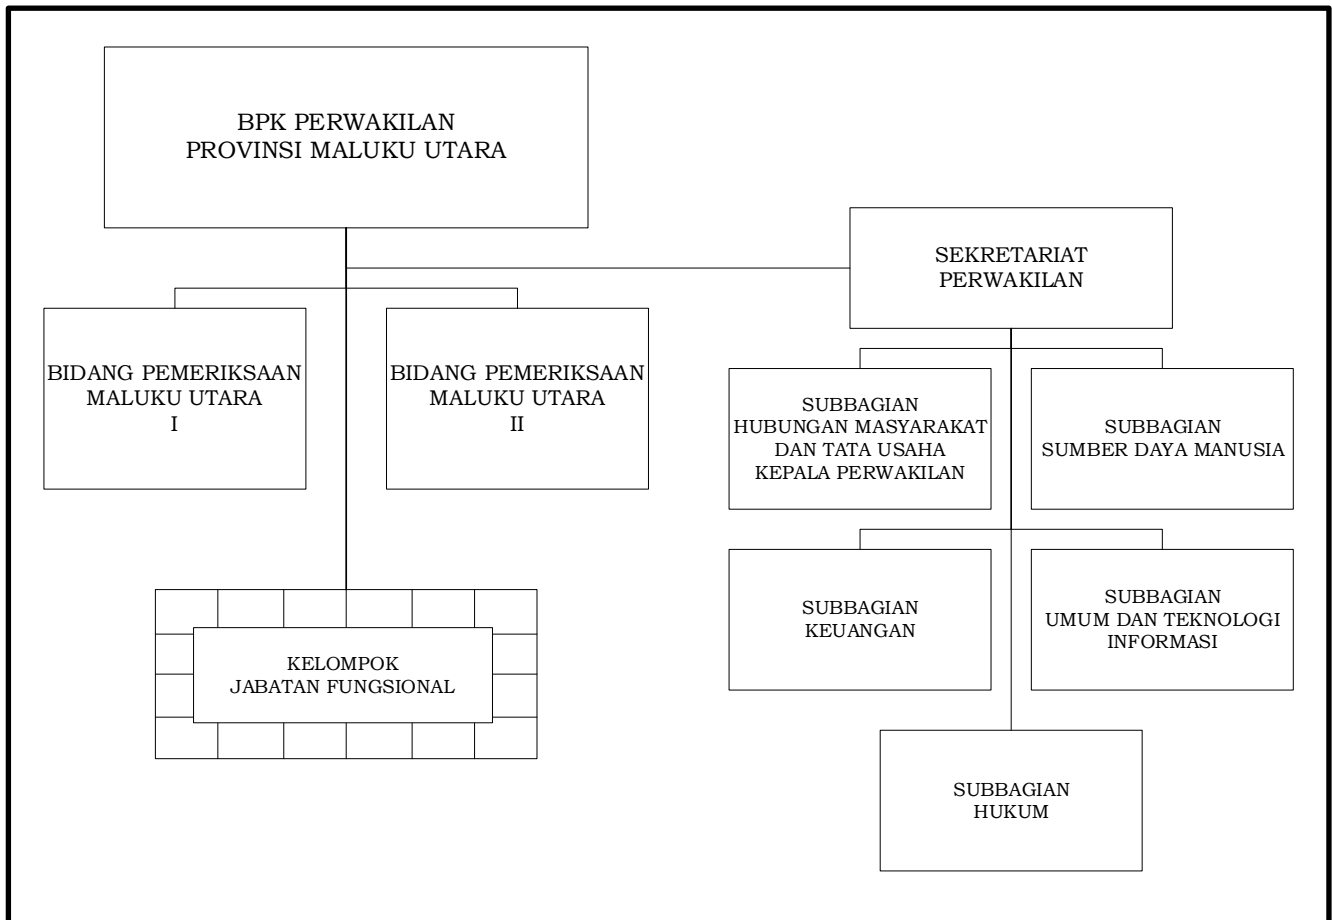 BPK PERWAKILAN
PROVINSI MALUKU UTARA
SEKRETARIAT
PERWAKILAN
BIDANG PEMERIKSAAN
MALUKU UTARA
I
BIDANG PEMERIKSAAN
MALUKU UTARA
II
SUBBAGIAN
HUBUNGAN MASYARAKAT
DAN TATA USAHA
KEPALA PERWAKILAN
SUBBAGIAN
SUMBER DAYA MANUSIA
SUBBAGIAN
KEUANGAN
SUBBAGIAN
UMUM DAN TEKNOLOGI
INFORMASI
KELOMPOK
JABATAN FUNGSIONAL
SUBBAGIAN
HUKUM